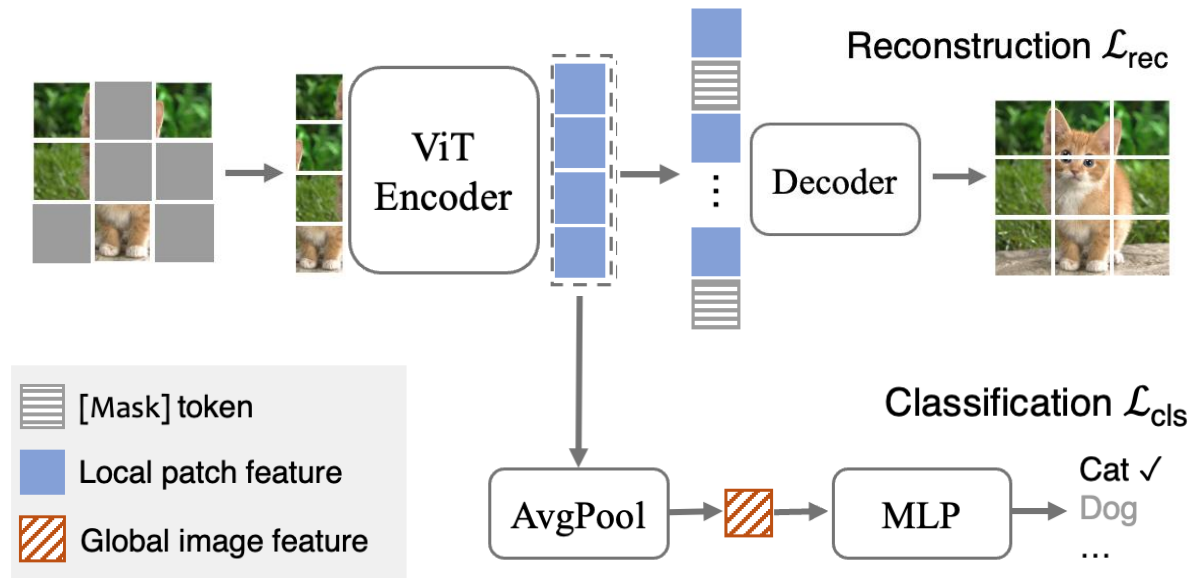 Reconstruction ℒrec
ViT
Encoder
Decoder
⋮
[Mask] token
Local patch feature
Global image feature
Classification ℒcls
AvgPool
MLP
Cat ✓
Dog
...